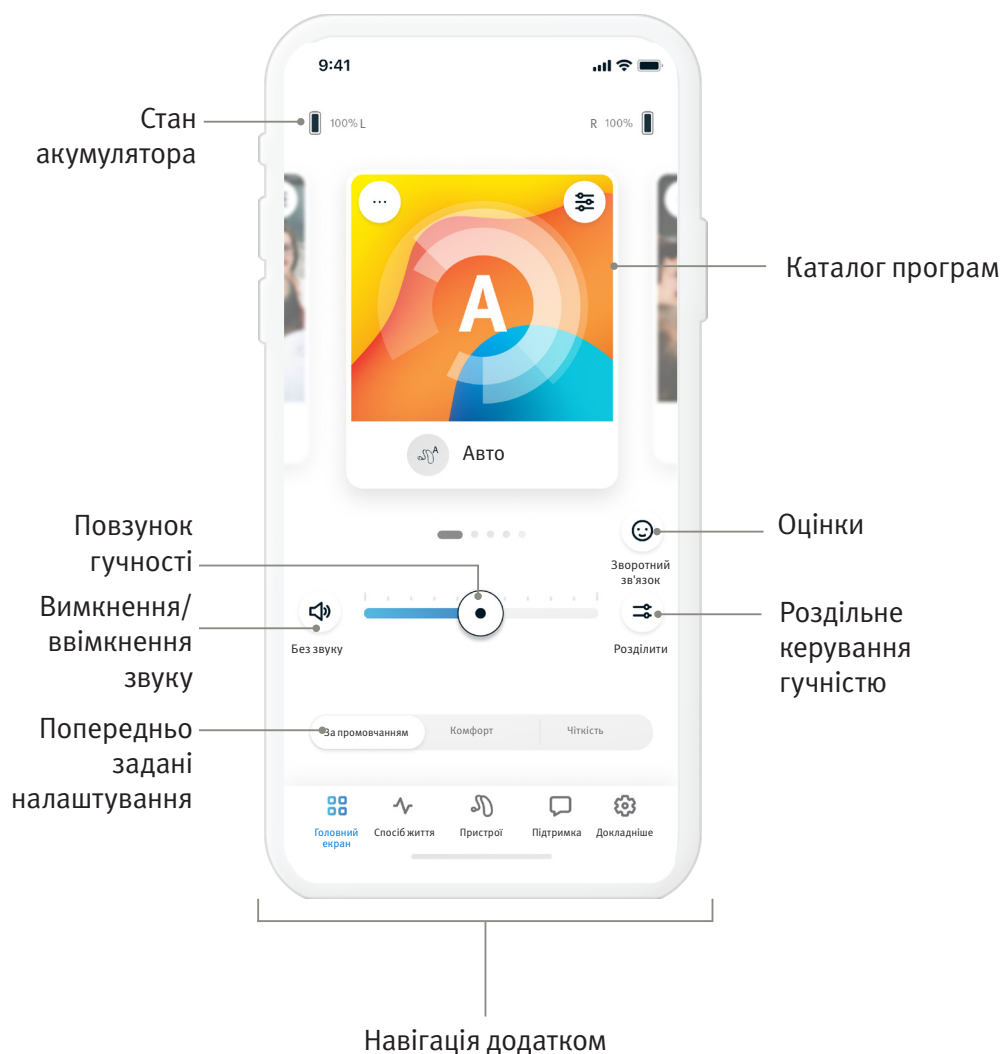 9:41
Стан
акумулятора
100% L
R 100%
...
A
Каталог програм
A
Авто
Повзунок
гучності
Оцінки
Зворотний
зв'язок
Вимкнення/
ввімкнення
звуку
Без звуку
Розділити
Роздільне
керування
гучністю
Попередньо
задані
налаштування
За промовчанням
Комфорт
Чіткість
Головний
екран
Спосіб життя
Пристрої
Підтримка
Докладніше
Навігація додатком